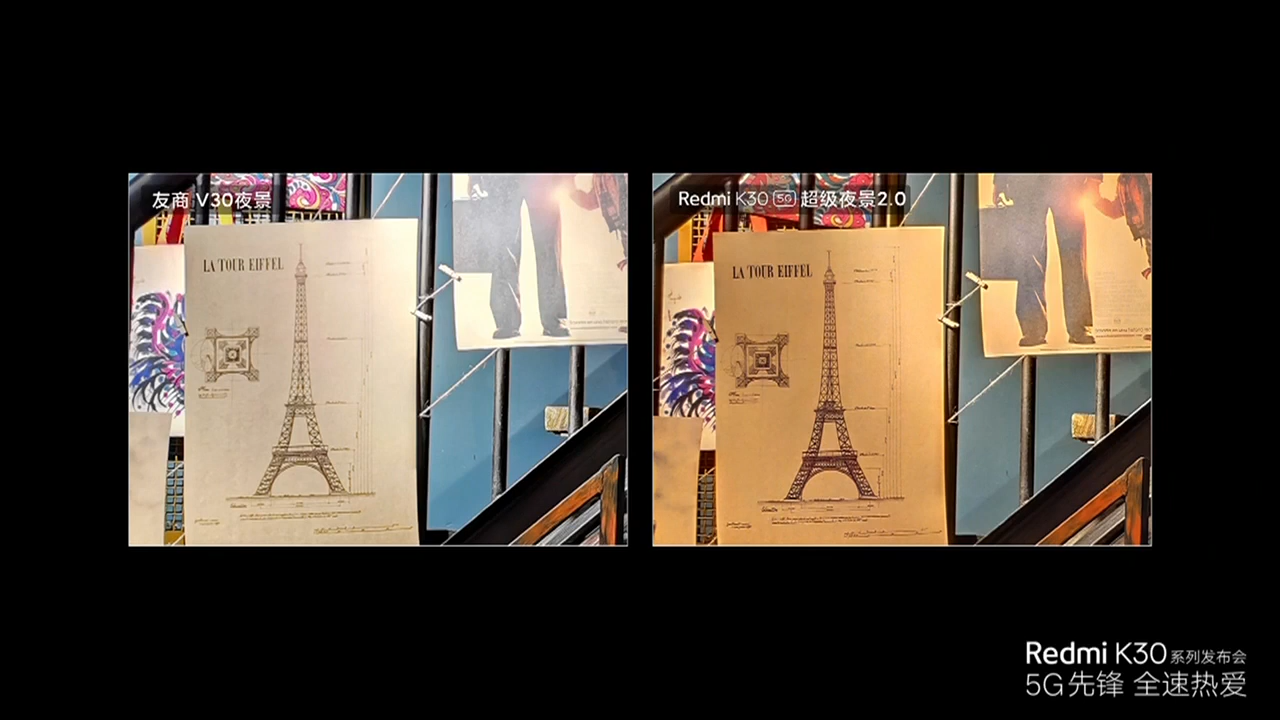 友商 V30夜景
Redmi K30 5G 超级夜景2.0
LA TOUR EIFFEL
LA TOUR EIFFEL
Redmi K30系列发布会
5G先锋 全速热爱